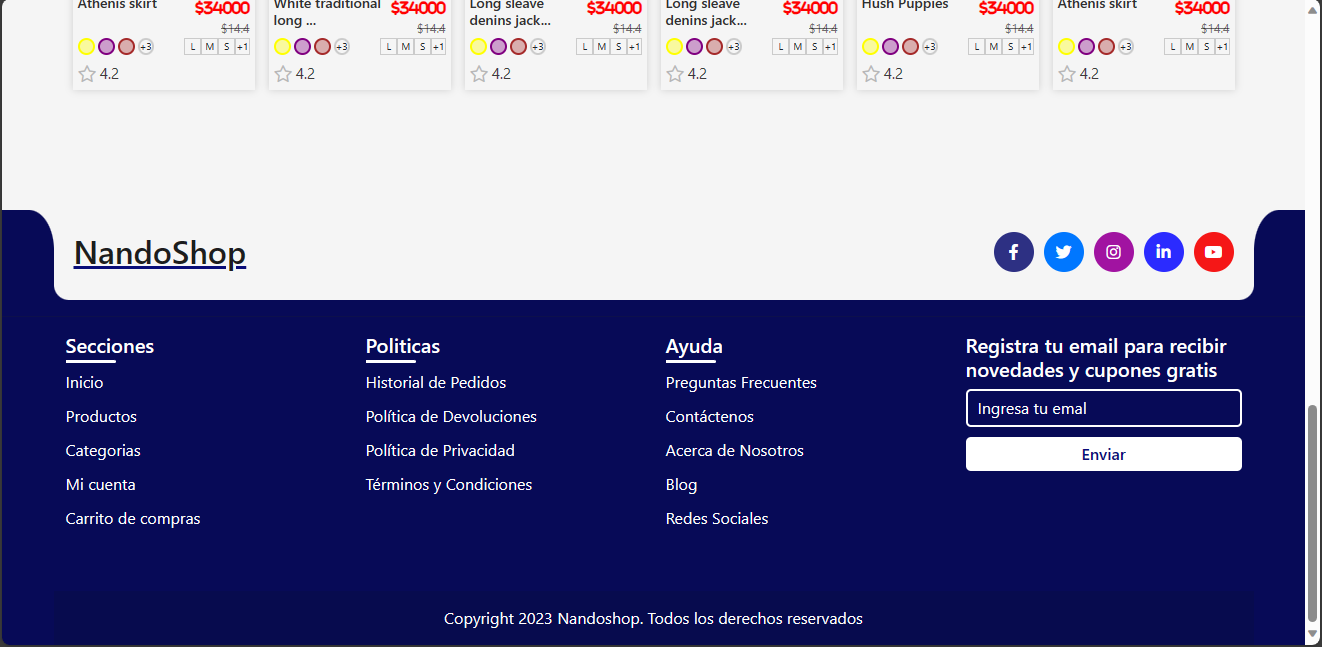 Athenis skirt $34000
$14.4
+3 L M S +1
4.2
White traditional $34000
long ... $14.4
+3 L M S +1
4.2
Long sleave $34000
denins jack... $14.4
+3 L M S +1
4.2
Long sleave $34000
denins jack... $14.4
+3 L M S +1
4.2
Hush Puppies $34000
$14.4
+3 L M S +1
4.2
Athenis skirt $34000
$14.4
+3 L M S +1
4.2
NandoShop
f in
Secciones
Inicio
Productos
Categorias
Mi cuenta
Carrito de compras
Politicas
Historial de Pedidos
Política de Devoluciones
Política de Privacidad
Términos y Condiciones
Ayuda
Preguntas Frecuentes
Contáctenos
Acerca de Nosotros
Blog
Redes Sociales
Registra tu email para recibir
novedades y cupones gratis
Ingresa tu emal
Enviar
Copyright 2023 Nandoshop. Todos los derechos reservados